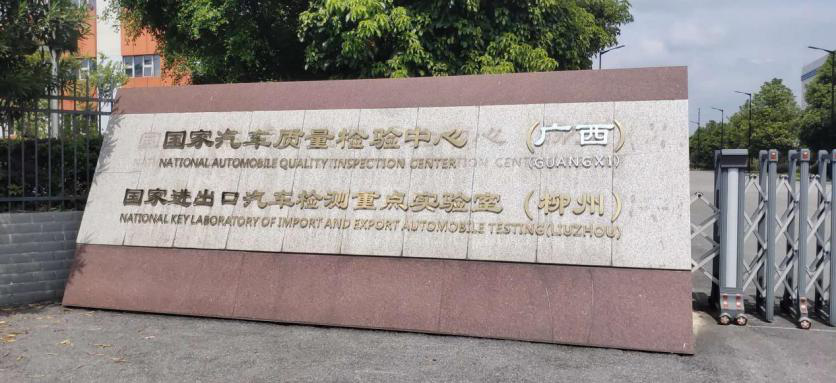 国家汽车质量检验中心（广西）
NATIONAL AUTOMOBILE QUALITY INSPECTION CENTER (GUANGXI)
国家进出口汽车检测重点实验室（柳州）
NATIONAL KEY LABORATORY OF IMPORT AND EXPORT AUTOMOBILE TESTING(LIUZHOU)